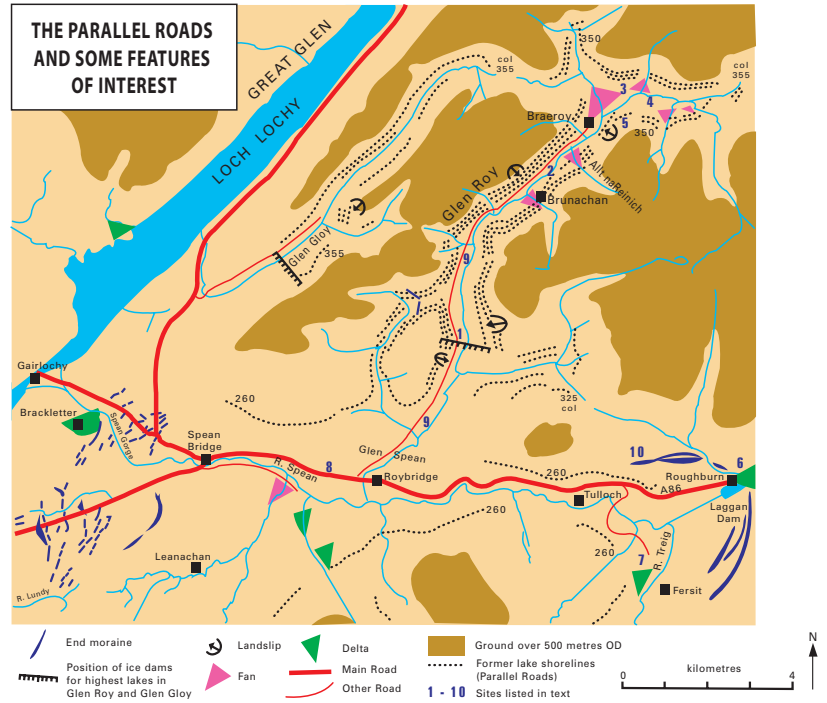 THE PARALLEL ROADS
AND SOME FEATURES
OF INTEREST
GREAT GLEN
LOCH LOCHY
col
355
350
col
355
3
4
Braeroy
5
350
Glen Roy
2
Allt na Reinich
Brunachan
Glen Gloy
355
9
1
Gairlochy
260
325
col
Brackletter
Spean
Gorge
Spean
Bridge
9
Glen Spean
8
R. Spean
Roybridge
260
10
Roughburn
6
A86
Tulloch
Laggan
Dam
260
260
R. Treig
7
Leanachan
Fersit
R. Lundy
End moraine
Landslip
Delta
Ground over 500 metres OD
N
Position of ice dams
for highest lakes in
Glen Roy and Glen Gloy
Fan
Main Road
Other Road
Former lake shorelines
(Parallel Roads)
1 - 10 Sites listed in text
kilometres
0 4